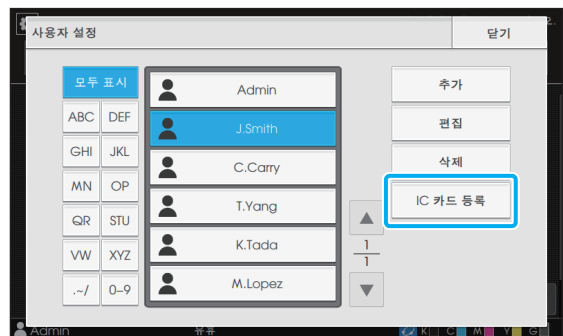 사용자 설정
닫기
모두 표시
ABC DEF
GHI JKL
MN OP
QR STU
VW XYZ
.~/ 0–9
Admin
J.Smith
C.Carry
T.Yang
K.Tada
M.Lopez
1
1
추가
편집
삭제
IC 카드 등록
Admin
유휴
K C M Y G